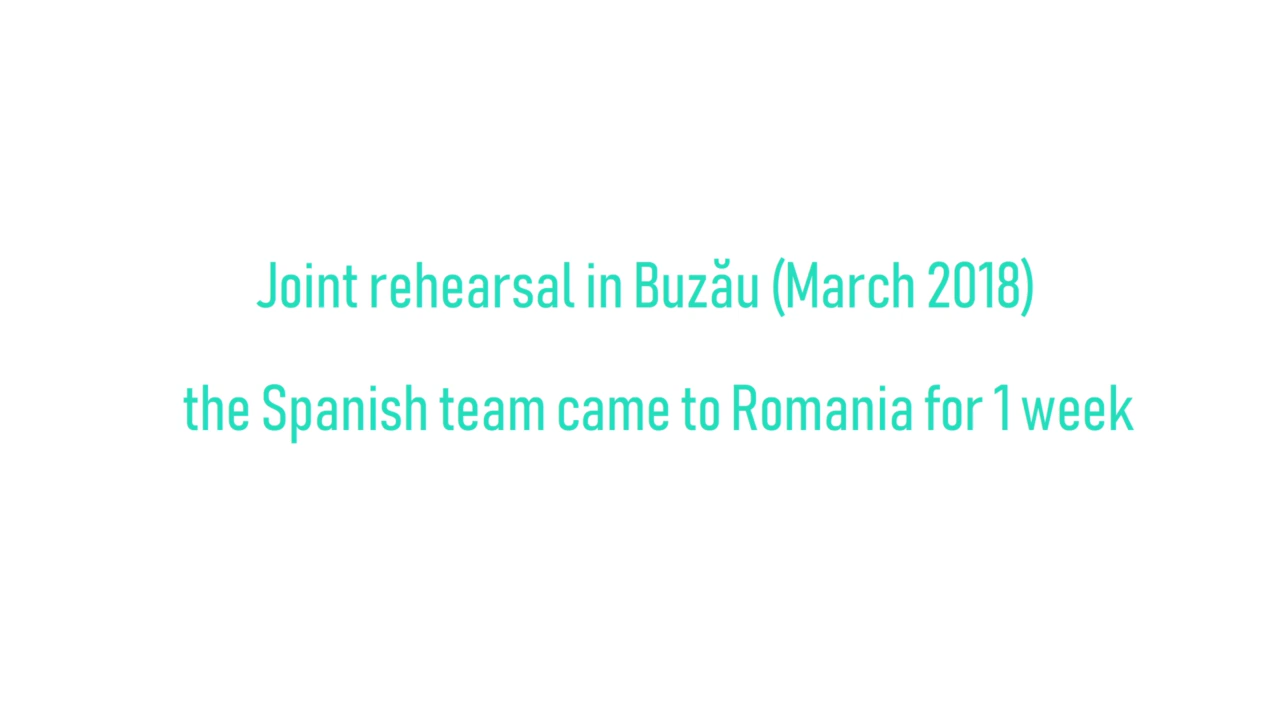 Joint rehearsal in Buzău (March 2018)
the Spanish team came to Romania for 1 week